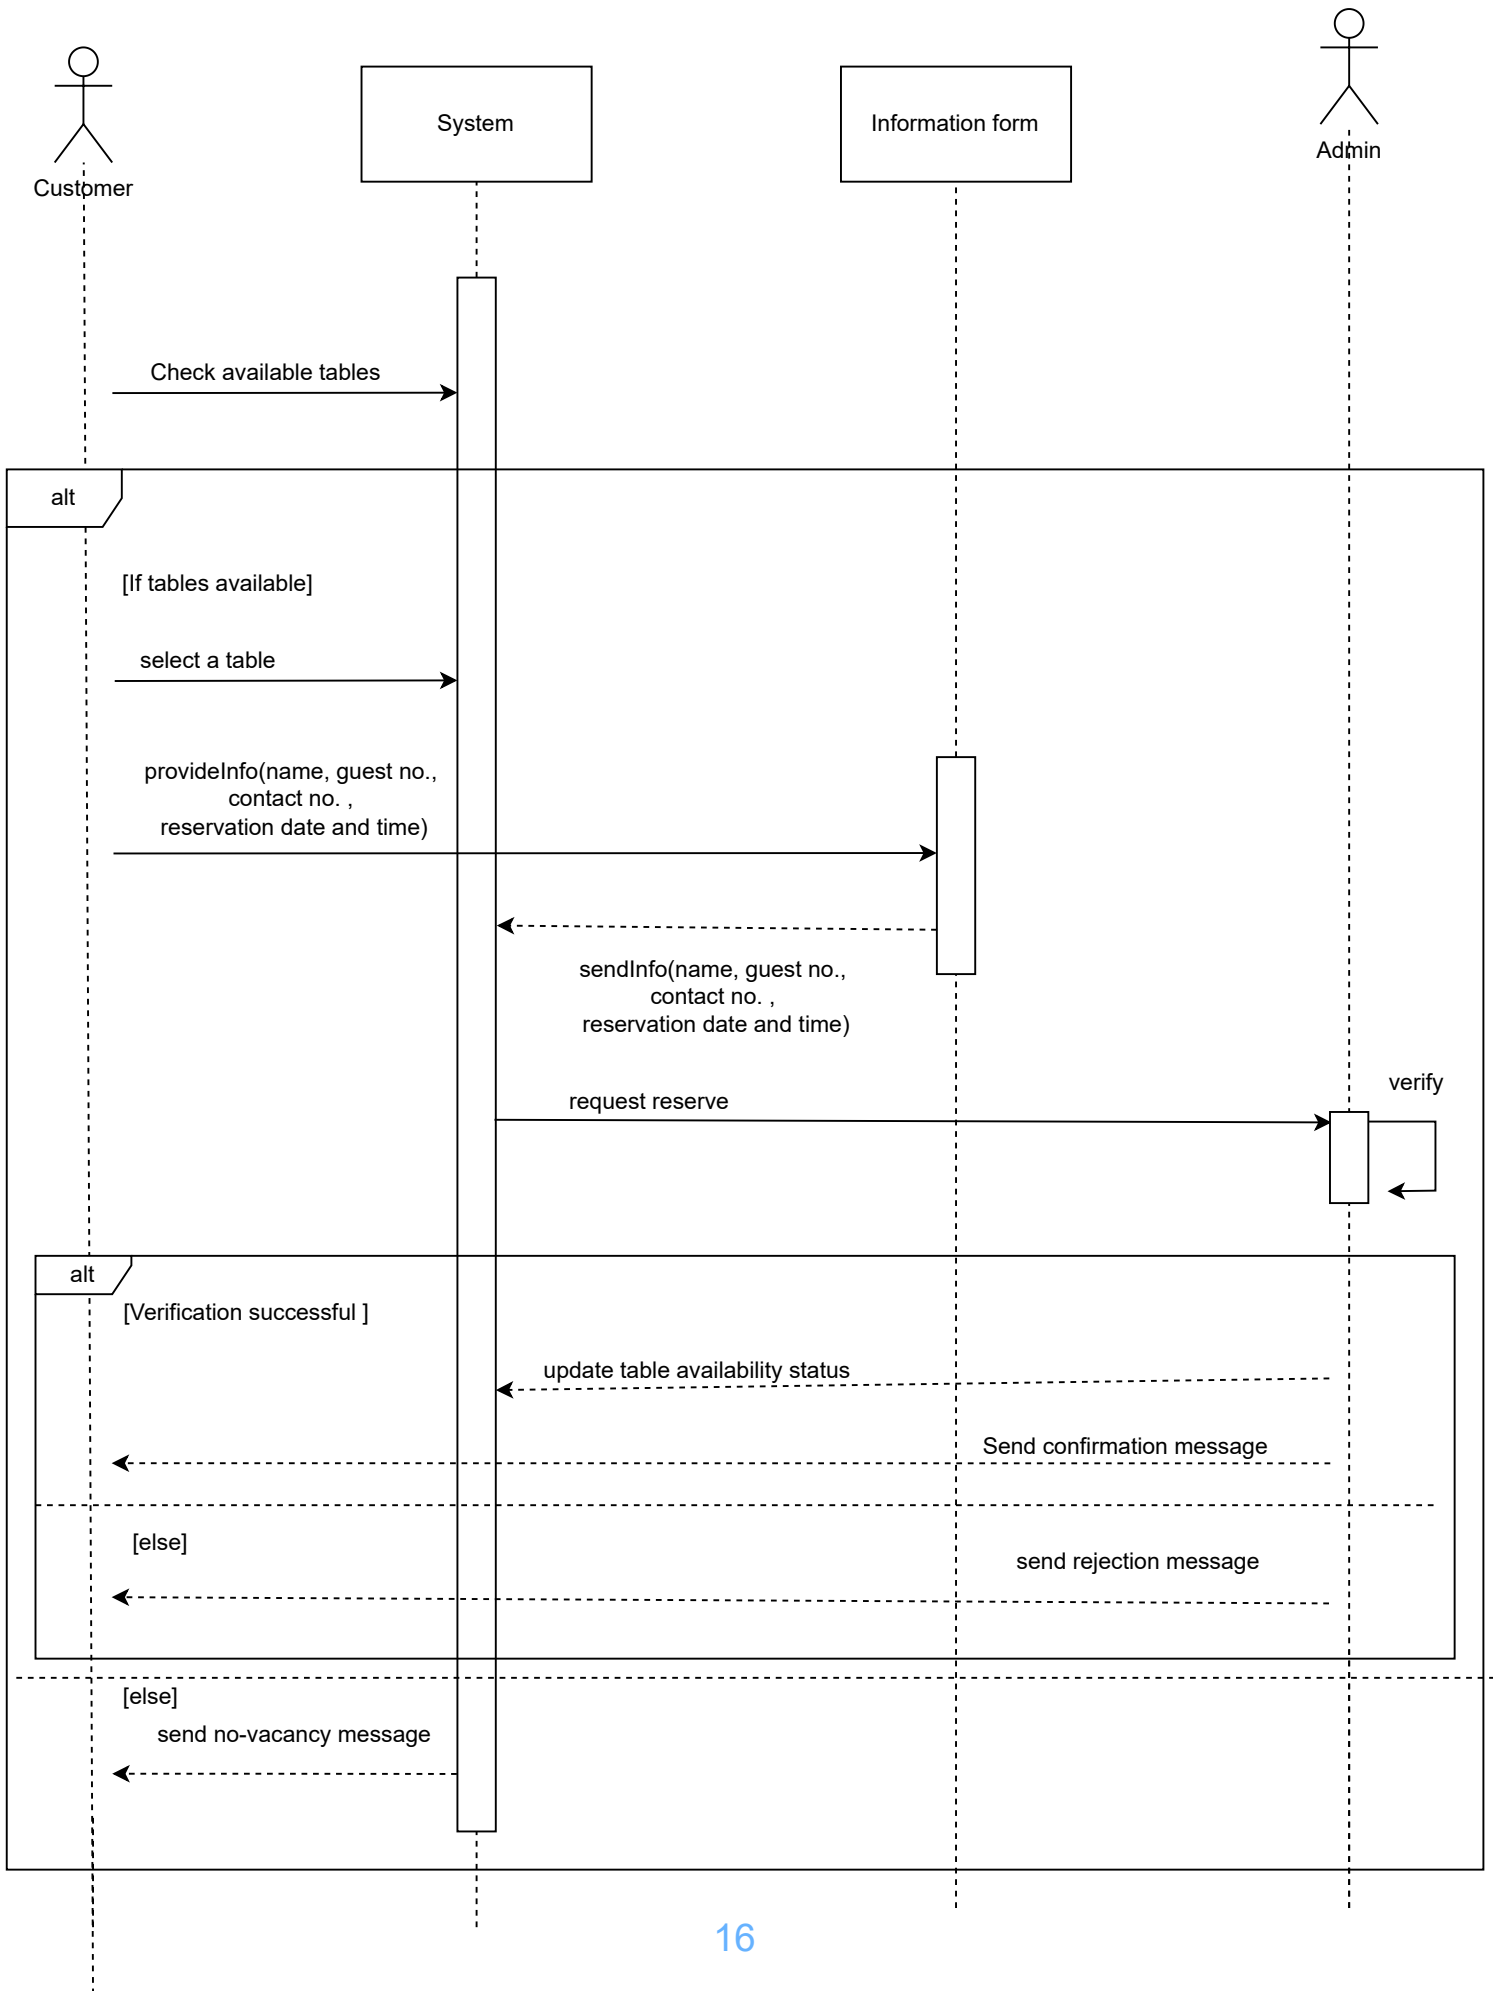 System
Information form
Admin
Customer
Check available tables
alt
[If tables available]
select a table
provideInfo(name, guest no.,
contact no. ,
reservation date and time)
sendInfo(name, guest no.,
contact no. ,
reservation date and time)
verify
request reserve
alt
[Verification successful ]
update table availability status
Send confirmation message
[else]
send rejection message
[else]
send no-vacancy message
16